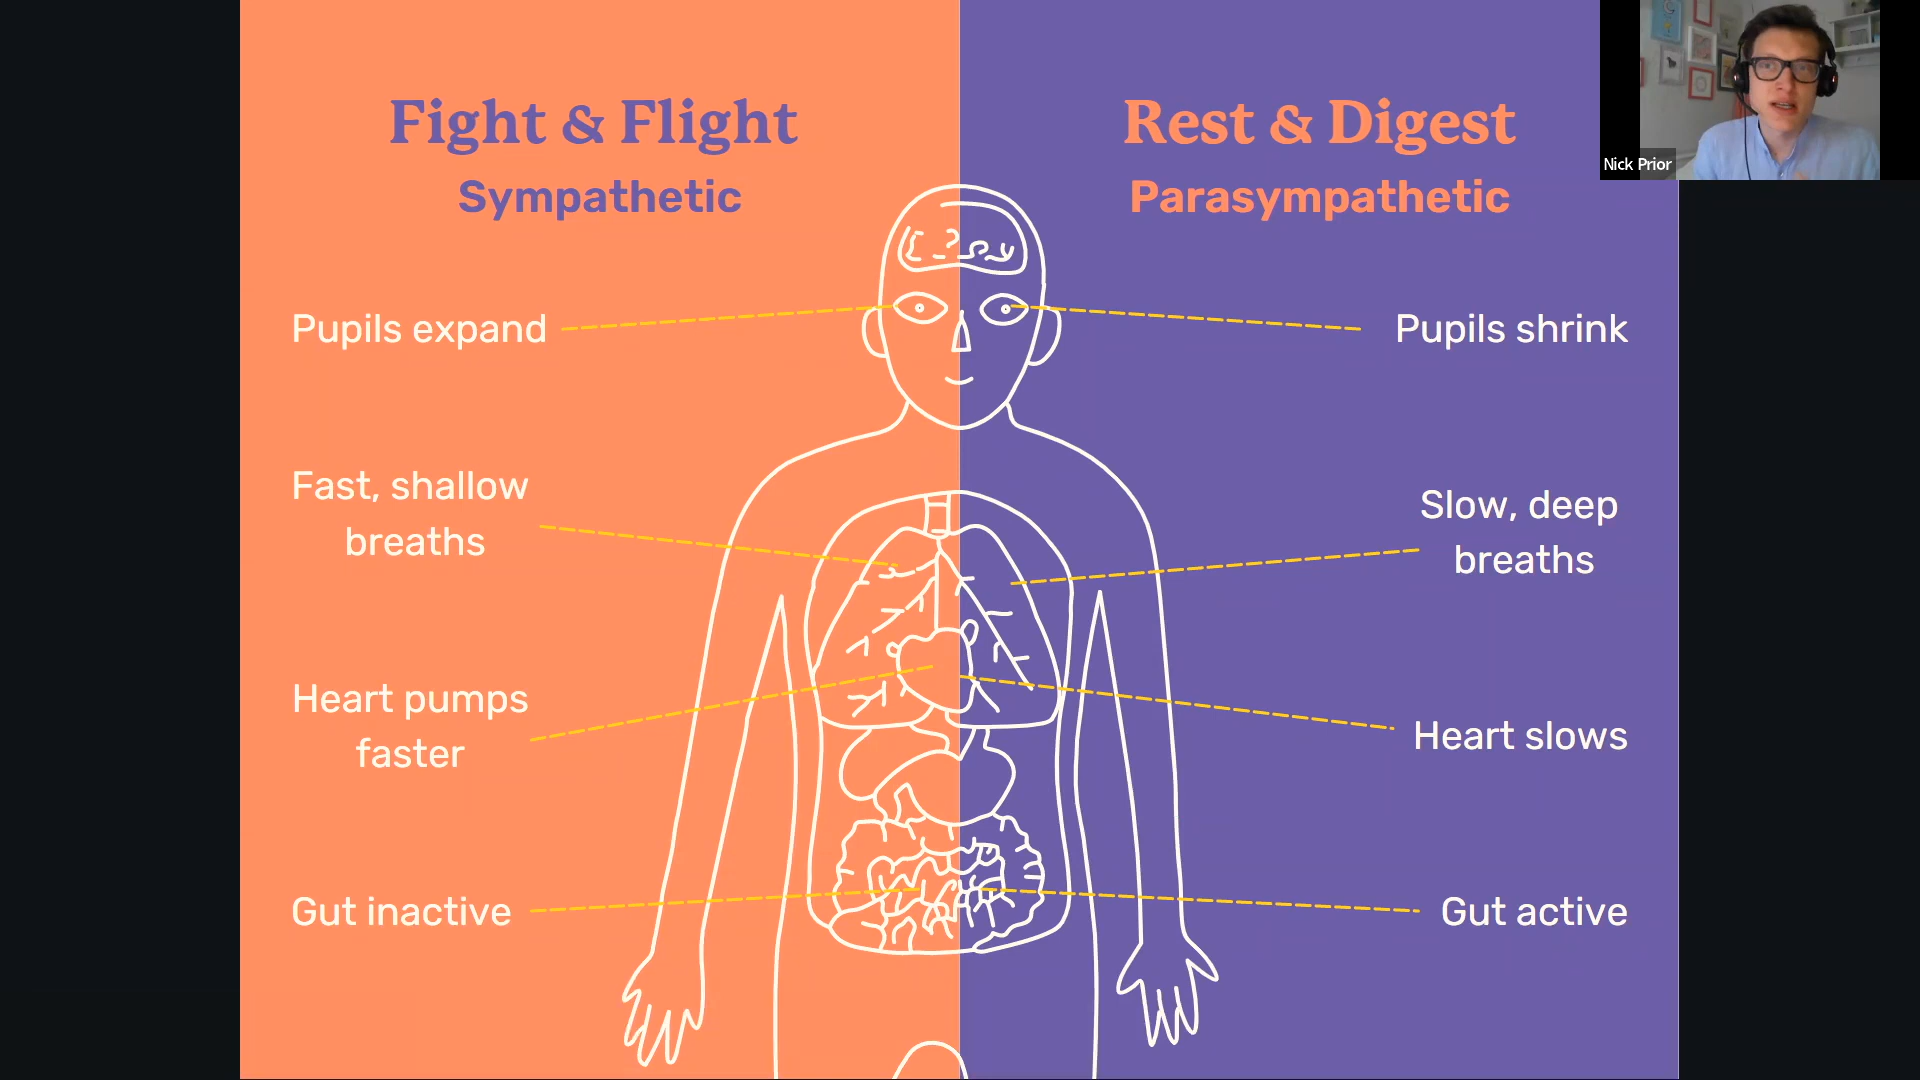 Fight & Flight
Sympathetic
Pupils expand
Fast, shallow
breaths
Heart pumps
faster
Gut inactive
Rest & Digest
Parasympathetic
Pupils shrink
Slow, deep
breaths
Heart slows
Gut active
Nick Prior